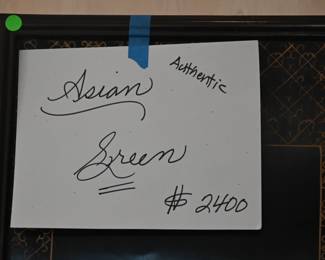 Asian
Authentic
Screen
$ 2400